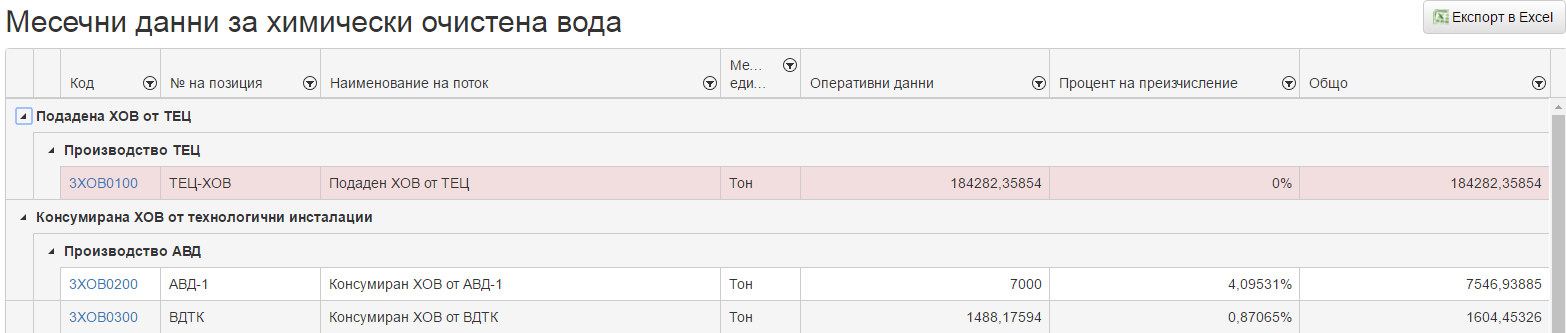 Месечни данни за химически очистена вода
Експорт в Excel
Код № на позиция Наименование на поток Ме... еди... Оперативни данни Процент на преизчисление Общо
Подадена ХОВ от ТЕЦ
Производство ТЕЦ
3ХОВ0100 ТЕЦ-ХОВ Подаден ХОВ от ТЕЦ Тон 184282,35854 0% 184282,35854
Консумирана ХОВ от технологични инсталации
Производство АВД
3ХОВ0200 АВД-1 Консумиран ХОВ от АВД-1 Тон 7000 4,09531% 7546,93885
3ХОВ0300 ВДТК Консумиран ХОВ от ВДТК Тон 1488,17594 0,87065% 1604,45326